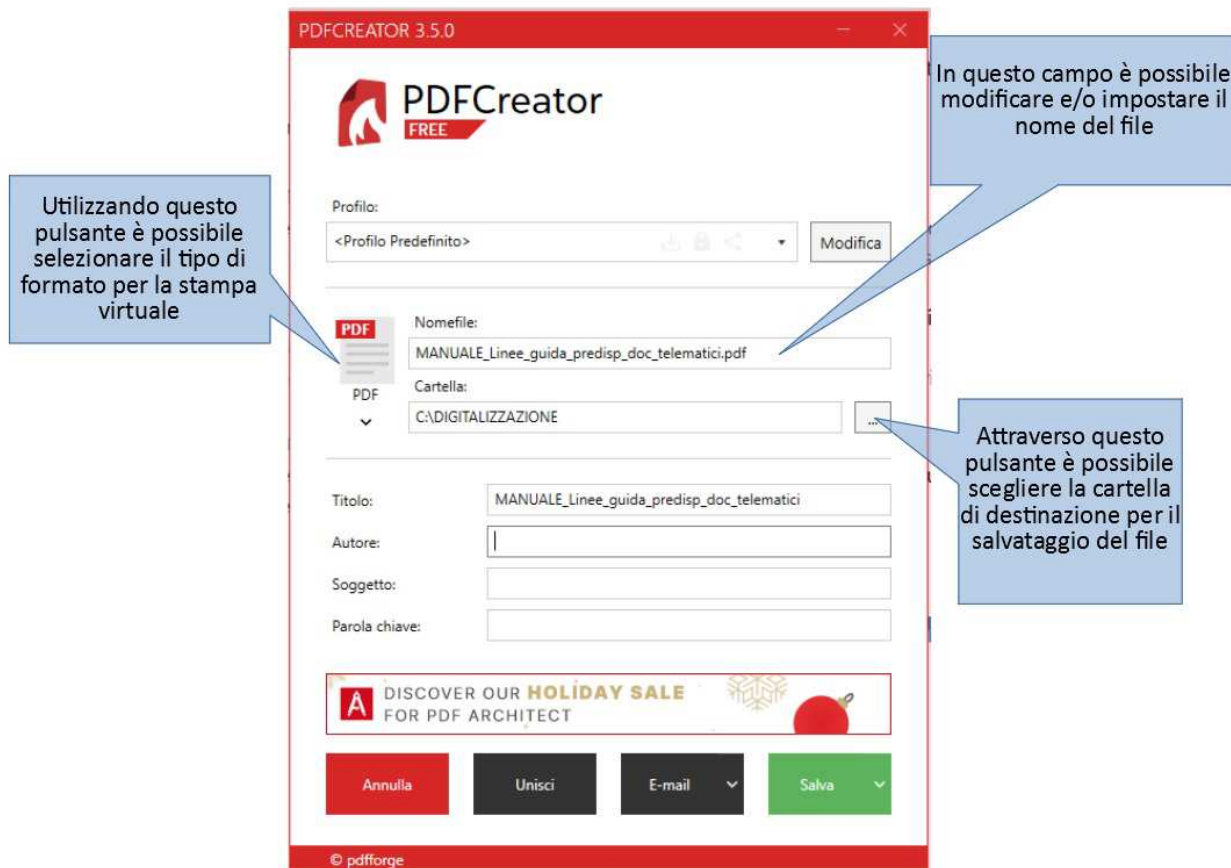 PDFCREATOR 3.5.0
PDFCreator
FREE
In questo campo è possibile
modificare e/o impostare il
nome del file
Utilizzando questo
pulsante è possibile
selezionare il tipo di
formato per la stampa
virtuale
Profilo:
<Profilo Predefinito>
Modifica
PDF
PDF
Nomefile:
MANUALE_Linee_guida_predisp_doc_telematici.pdf
Cartella:
C:\DIGITALIZZAZIONE
...
Attraverso questo
pulsante è possibile
scegliere la cartella
di destinazione per il
salvataggio del file
Titolo:
MANUALE_Linee_guida_predisp_doc_telematici
Autore:
Soggetto:
Parola chiave:
DISCOVER OUR HOLIDAY SALE
FOR PDF ARCHITECT
Annulla
Unisci
E-mail
Salva
© pdfforge